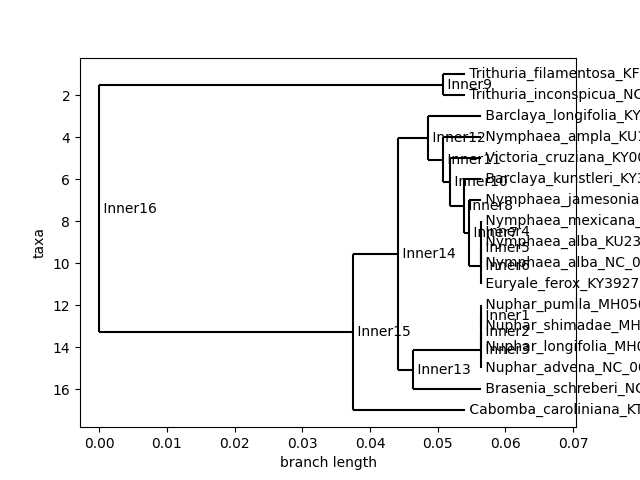 Trithuria_filamentosa_KF
Inner9
Trithuria_inconspicua_NC
2
Barclaya_longifolia_KY
4
Inner12
Nymphaea_ampla_KU1
Inner11
Victoria_cruziana_KY00
6
Inner10
Barclaya_kunstleri_KY3
Inner16
Inner8
Nymphaea_jamesonia
8
Nymphaea_mexicana_
Inner7
Inner4
taxa
Nymphaea_alba_KU23
Inner5
Inner14
10
Nymphaea_alba_NC_0
Inner6
Euryale_ferox_KY3927
12
Nuphar_pumila_MH050
Inner1
Inner15
Nuphar_shimadae_MH
Inner2
14
Nuphar_longifolia_MH0
Inner3
Inner13
Nuphar_advena_NC_00
16
Brasenia_schreberi_NC
Cabomba_caroliniana_KT
0.00 0.01 0.02 0.03 0.04 0.05 0.06 0.07
branch length